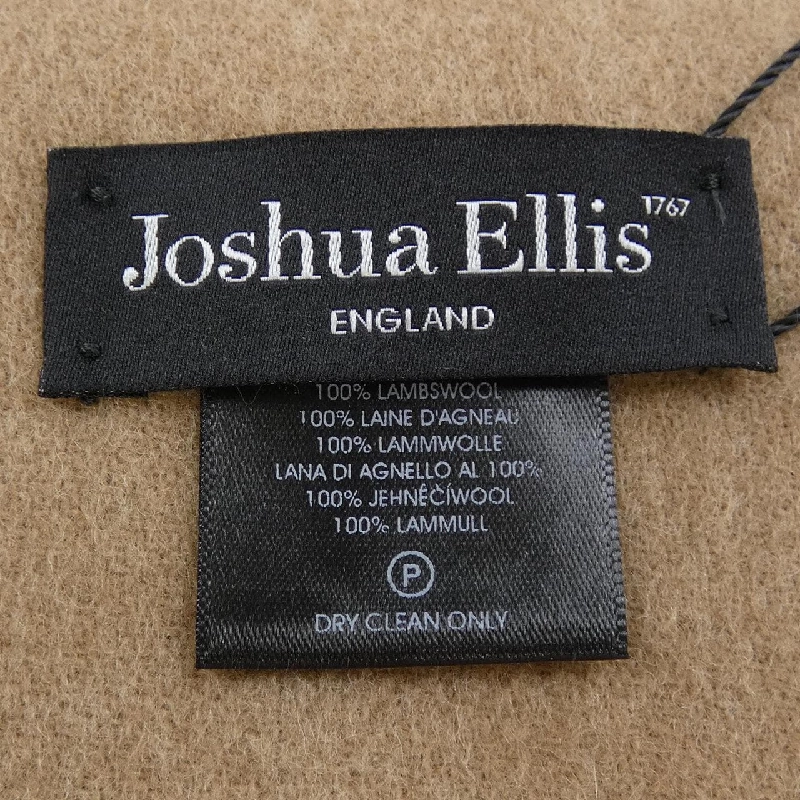 Joshua Ellis 1767
ENGLAND
100% LAMBSWOOL
100% LAINE D'AGNEAU
100% LAMMWOLLE
LANA DI AGNELLO AL 100%
100% JEHNĚČÍWOOL
100% LAMMULL
P
DRY CLEAN ONLY